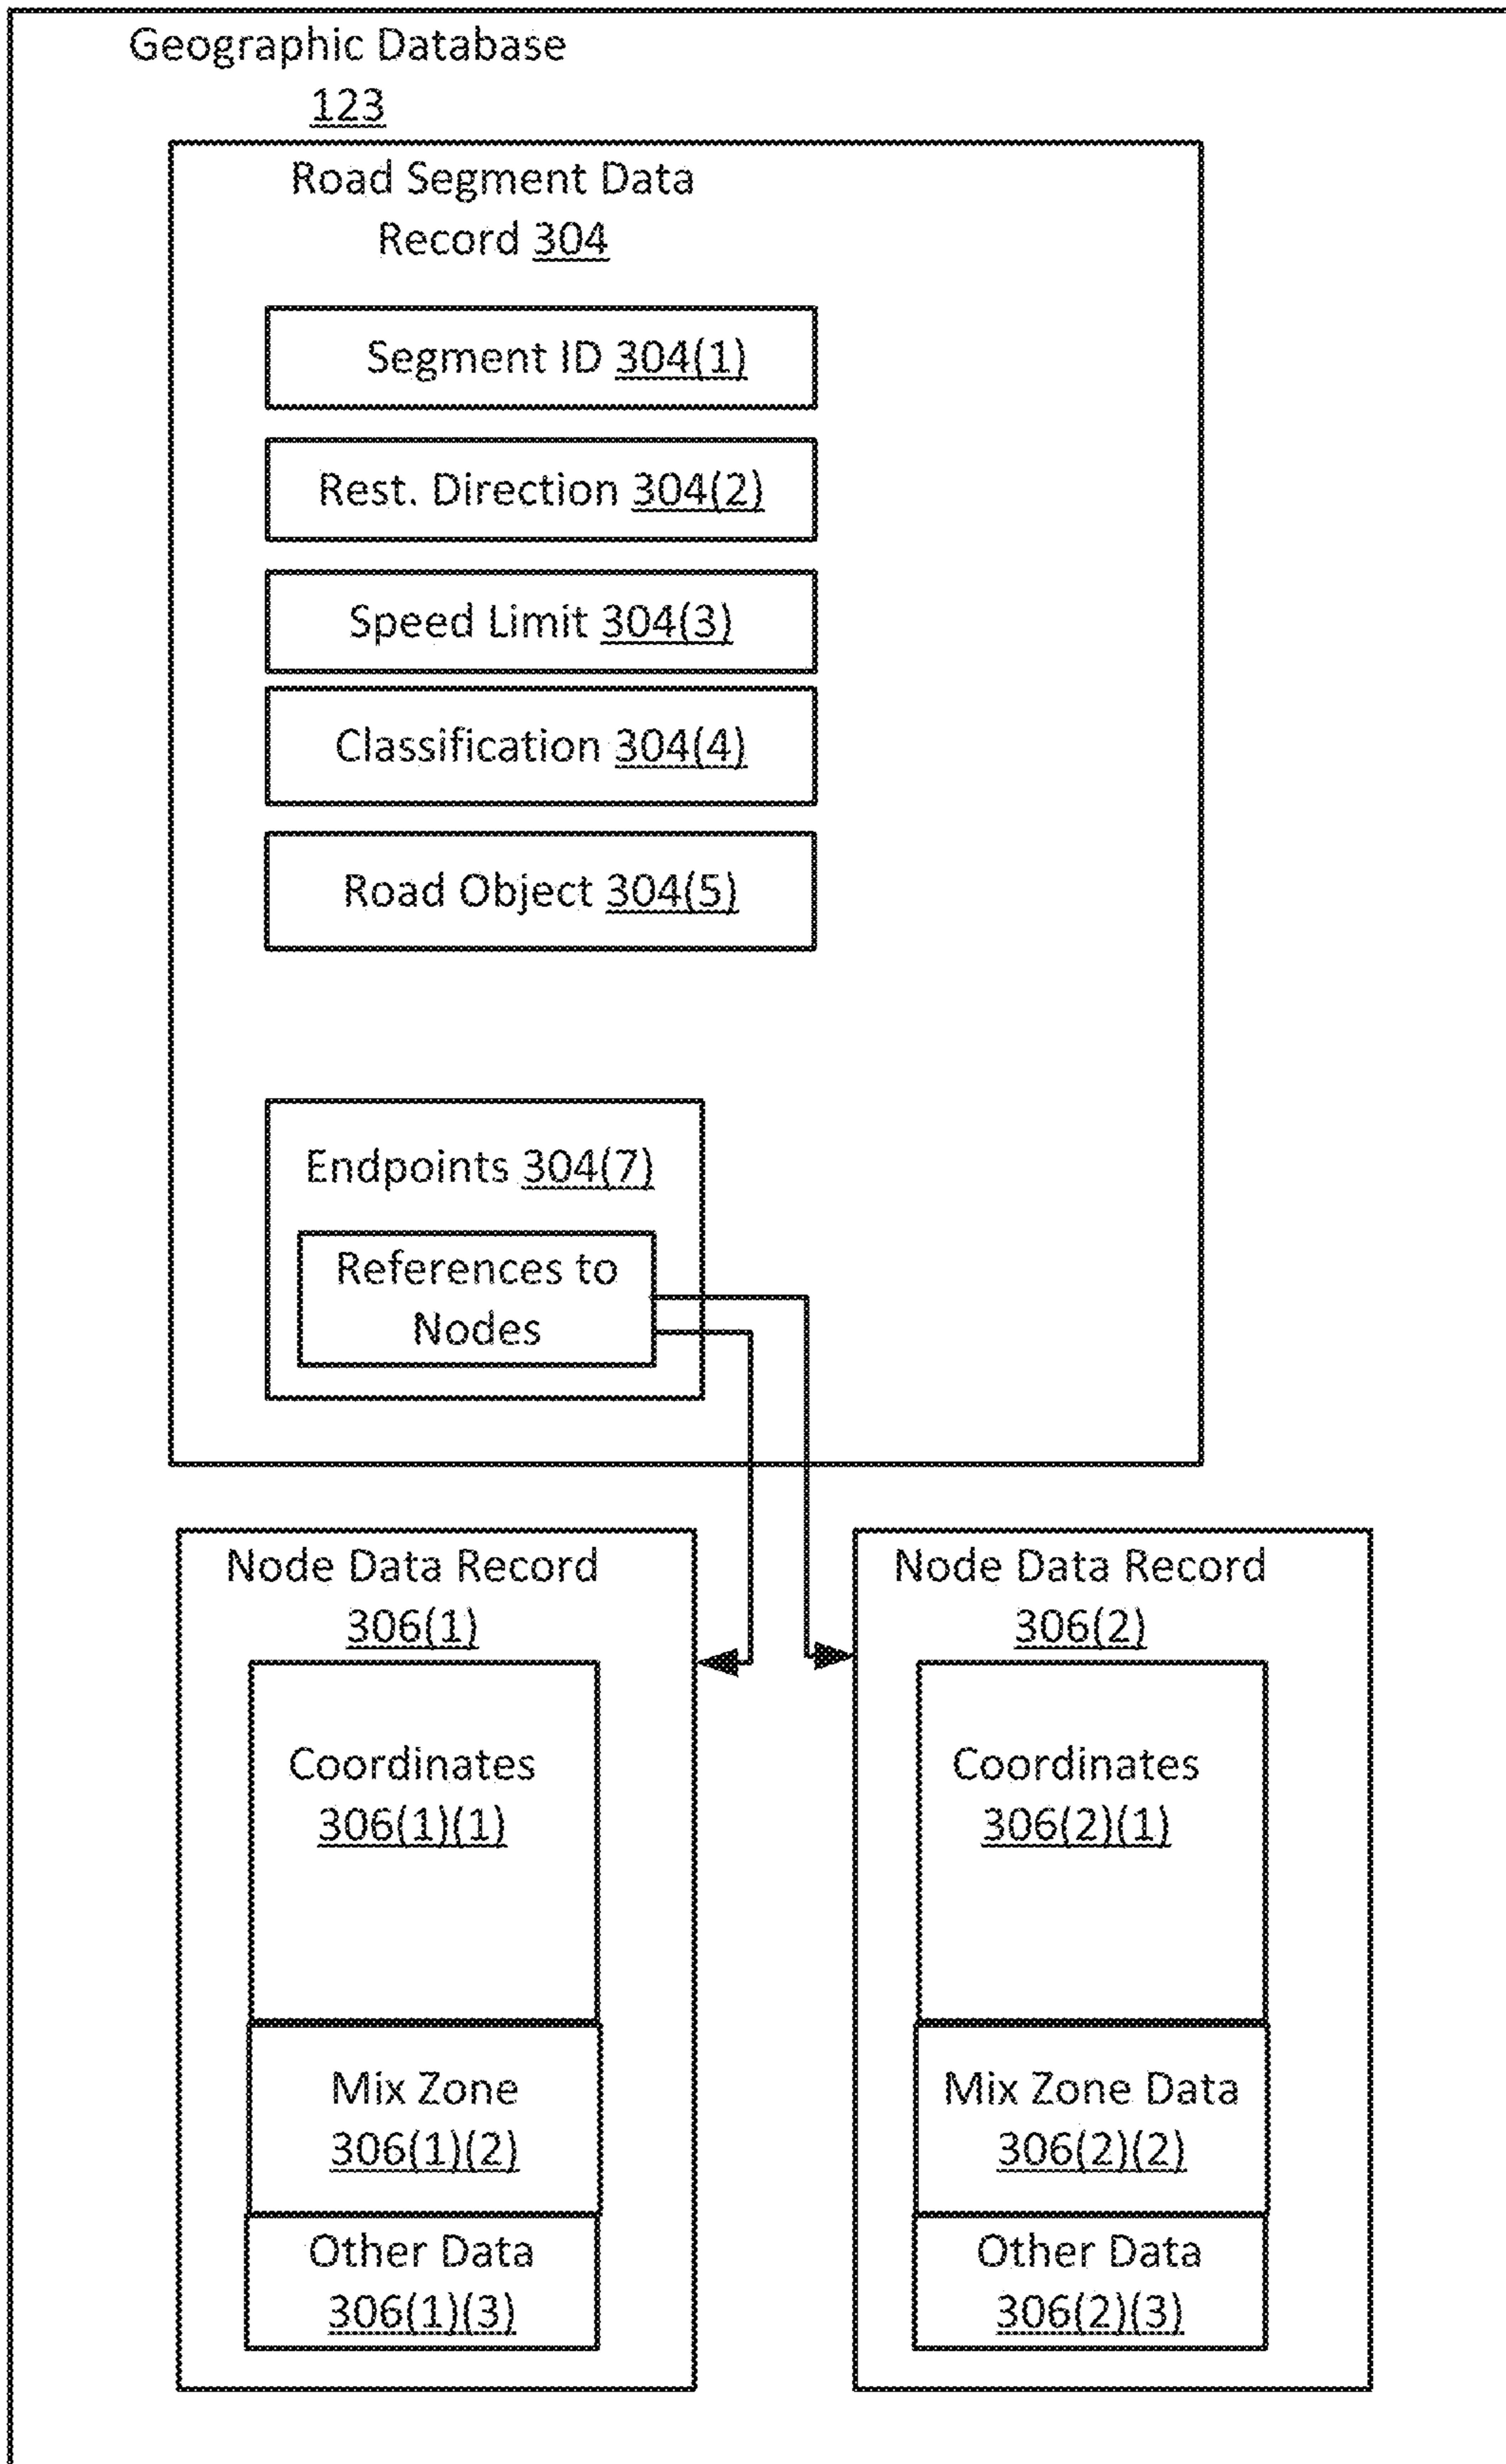 Geographic Database
123
Road Segment Data
Record 304
Segment ID 304(1)
Rest. Direction 304(2)
Speed Limit 304(3)
Classification 304(4)
Road Object 304(5)
Endpoints 304(7)
References to
Nodes
Node Data Record
306(1)
Coordinates
306(1)(1)
Mix Zone
306(1)(2)
Other Data
306(1)(3)
Node Data Record
306(2)
Coordinates
306(2)(1)
Mix Zone Data
306(2)(2)
Other Data
306(2)(3)